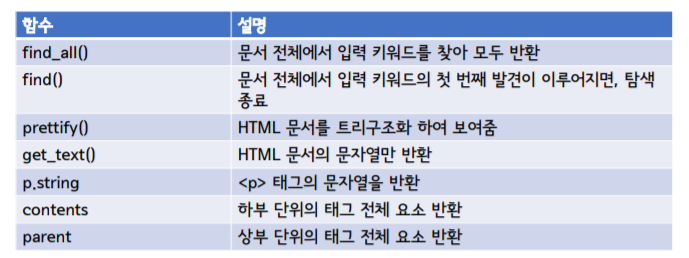 함수 설명
find_all() 문서 전체에서 입력 키워드를 찾아 모두 반환
find() 문서 전체에서 입력 키워드의 첫 번째 발견이 이루어지면, 탐색
종료
prettify() HTML 문서를 트리구조화 하여 보여줌
get_text() HTML 문서의 문자열만 반환
p.string <p> 태그의 문자열을 반환
contents 하부 단위의 태그 전체 요소 반환
parent 상부 단위의 태그 전체 요소 반환